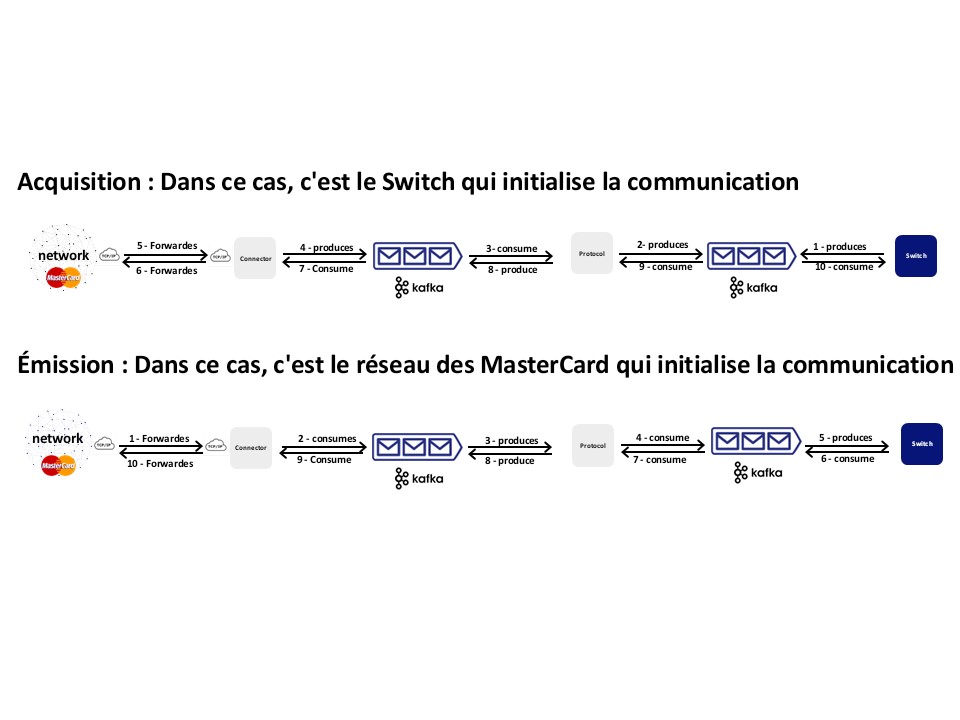 Acquisition : Dans ce cas, c'est le Switch qui initialise la communication
network
MasterCard
TCP/IP
5 - Forwardes
6 - Forwardes
TCP/IP
Connector
4 - produces
7 - Consume
kafka
3- consume
8 - produce
Protocol
2- produces
9 - consume
kafka
1 - produces
10 - consume
Switch
Émission : Dans ce cas, c'est le réseau des MasterCard qui initialise la communication
network
MasterCard
TCP/IP
1 - Forwardes
10 - Forwardes
TCP/IP
Connector
2 - consumes
9 - Consume
kafka
3 - produces
8 - produce
Protocol
4 - consume
7 - consume
kafka
5 - produces
6 - consume
Switch